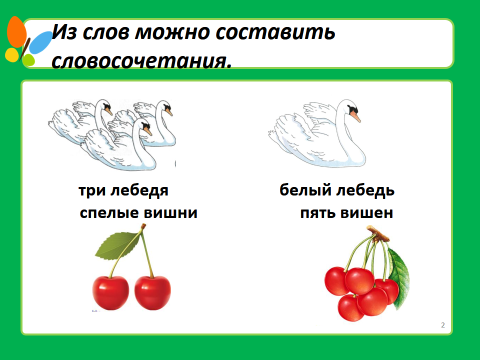 Из слов можно составить
словосочетания.
три лебедя
белый лебедь
спелые вишни
пять вишен
2